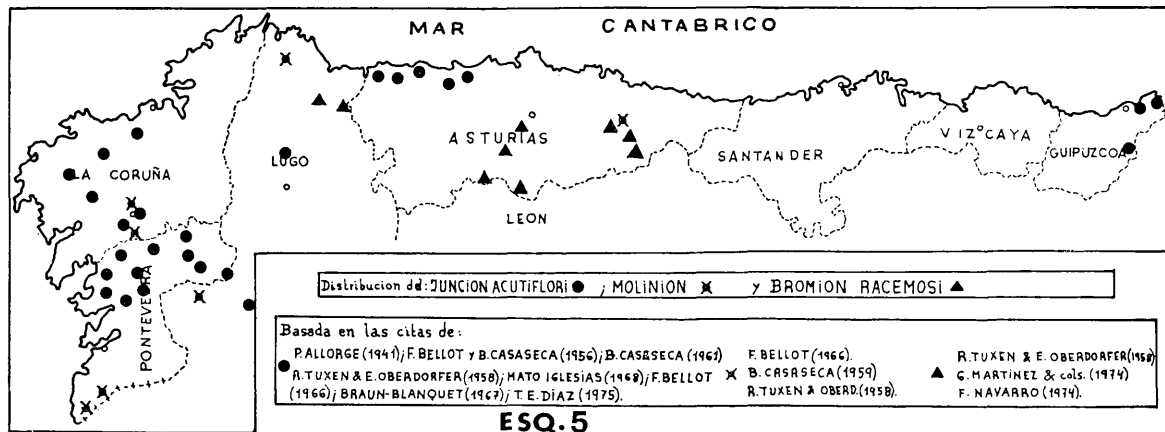 MAR CANTABRICO
ASTURIAS
LUGO
LA CORUÑA
SANTANDER
VIZCAYA
GUIPUZCOA
LEON
PONTEVEDRA
Distribucion de: JUNCION ACUTIFLORI ; MOLINION y BROMION RACEMOSI
Basada en las citas de:
P. ALLORGE (1941); F. BELLOT Y B. CASASECA (1956); B. CASESECA (1961)
R. TUXEN & E. OBERDORFER (1958); MATO IGLESIAS (1968); F. BELLOT
(1966); BRAUN-BLANQUET (1967); T. E. DIAZ (1975).
F. BELLOT (1966).
B. CASASECA (1959)
R. TUXEN & OBERD. (1958).
R. TUXEN & E. OBERDORFER (1958)
G. MARTINEZ & cols. (1974)
F. NAVARRO (1974).
ESQ. 5